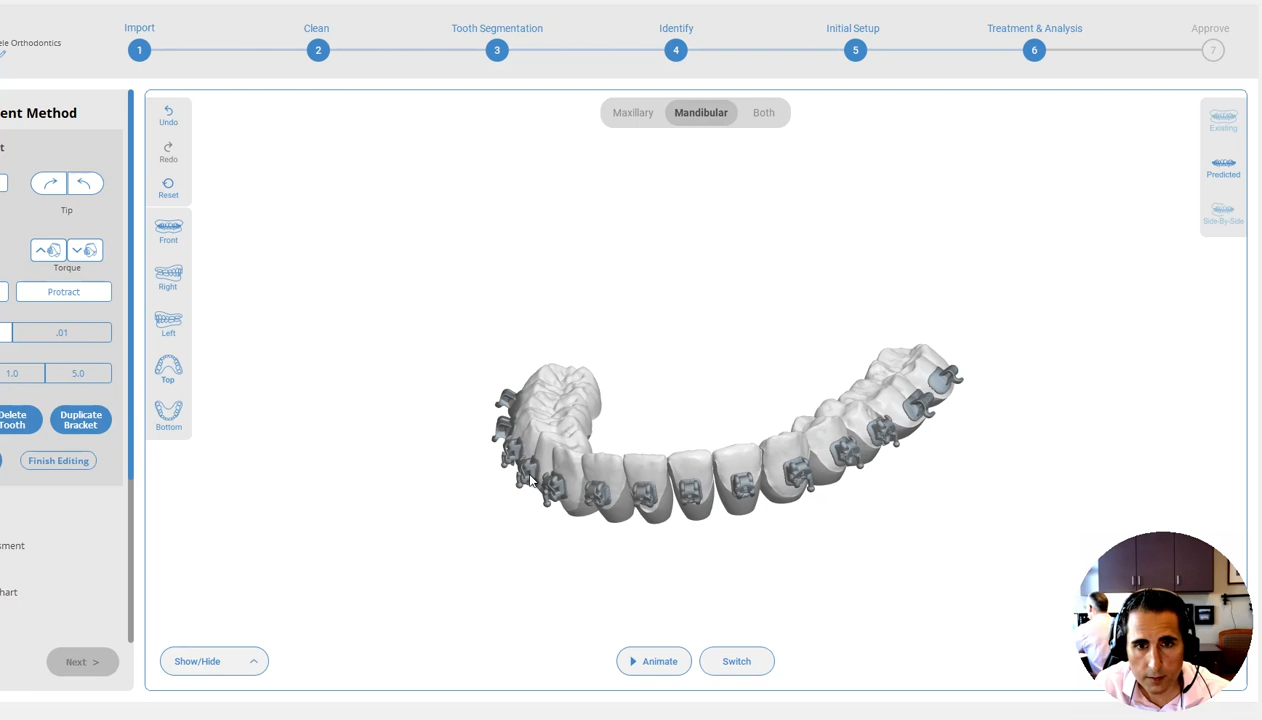 Import
Clean
Tooth Segmentation
Identify
Initial Setup
Treatment & Analysis
Approve
1
2
3
4
5
6
7
ele Orthodontics
ent Method
t
Tip
Torque
Protract
.01
1.0
5.0
Delete
Tooth
Duplicate
Bracket
Finish Editing
sment
hart
Next >
Undo
Redo
Reset
Front
Right
Left
Top
Bottom
Maxillary
Mandibular
Both
Existing
Predicted
Side-By-Side
Show/Hide
Animate
Switch